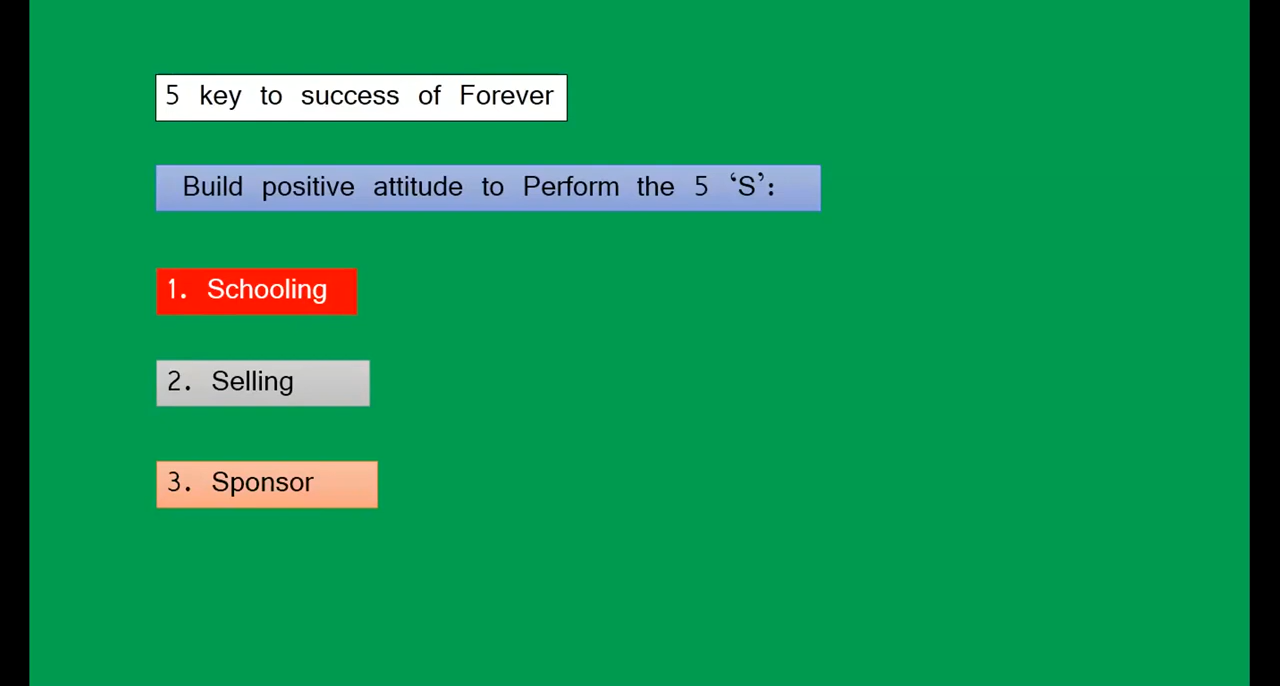 5 key to success of Forever
Build positive attitude to Perform the 5 ‘S’:
1. Schooling
2. Selling
3. Sponsor